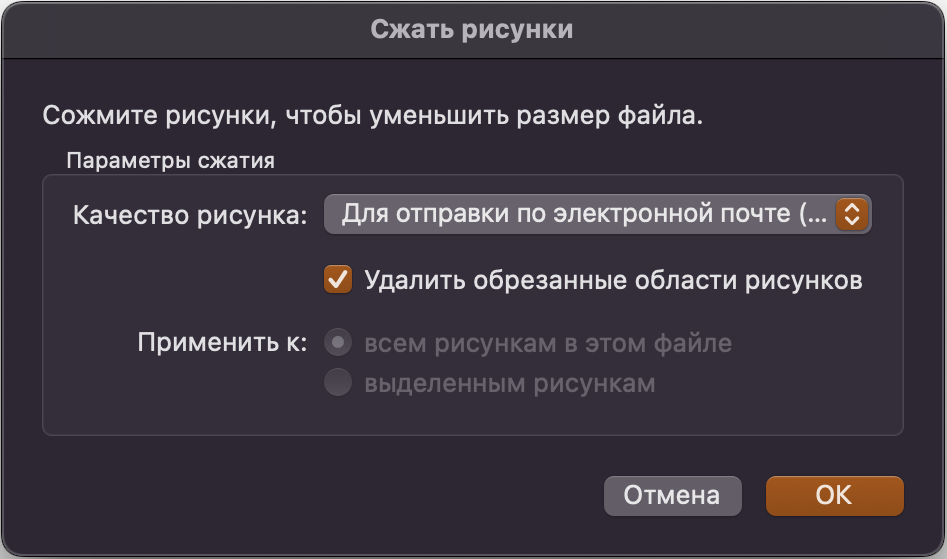 Сжать рисунки
Сожмите рисунки, чтобы уменьшить размер файла.
Параметры сжатия
Качество рисунка: Для отправки по электронной почте (...
Удалить обрезанные области рисунков
Применить к: всем рисункам в этом файле
выделенным рисункам
Отмена OK